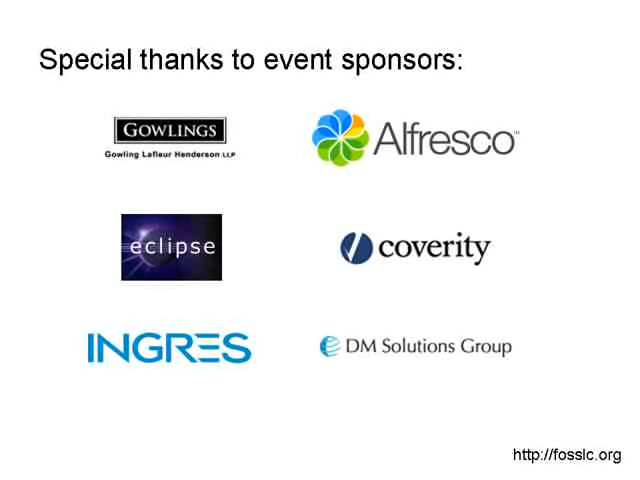 Special thanks to event sponsors:
GOWLINGS
Gowling Lafleur Henderson LLP
Alfresco™
eclipse
coverity
INGRES
DM Solutions Group
http://fosslc.org